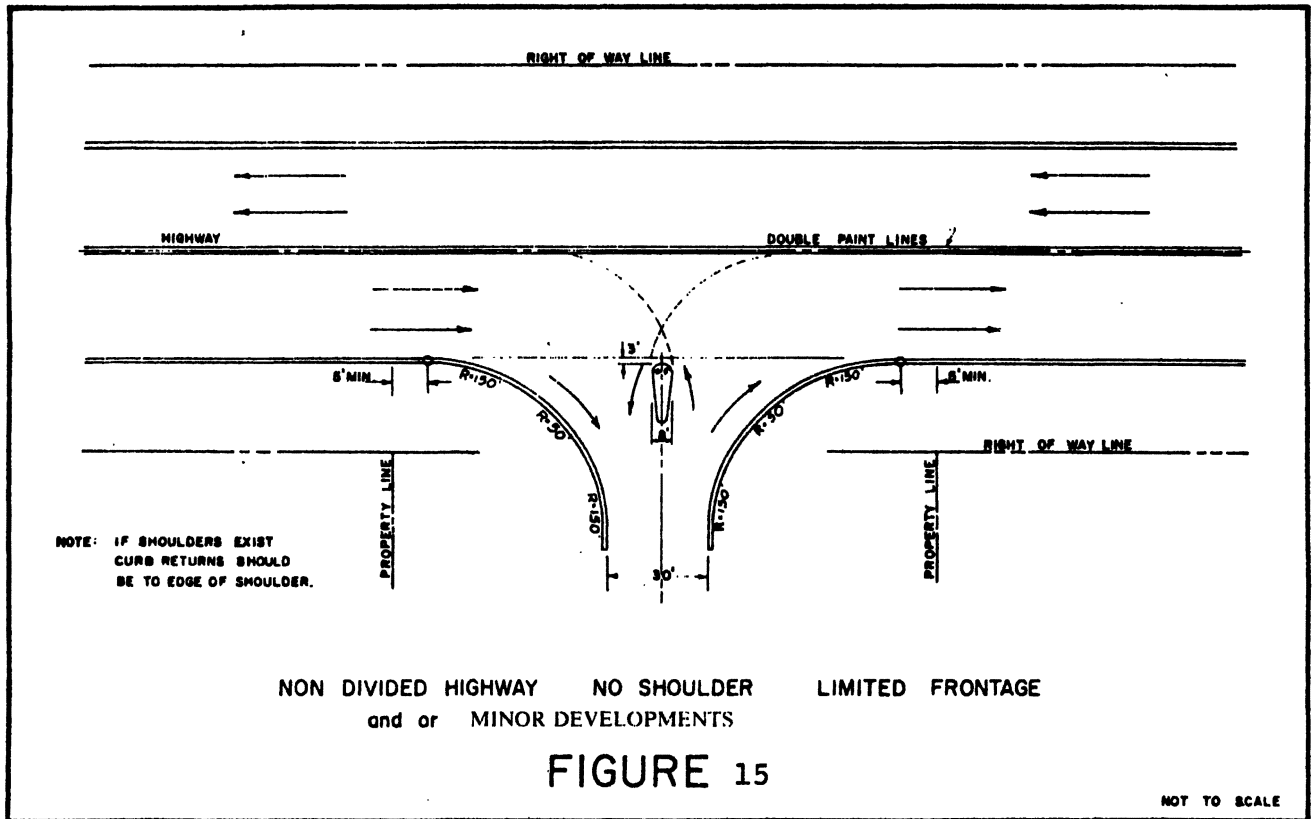 RIGHT OF WAY LINE
HIGHWAY
DOUBLE PAINT LINES
3'
5' MIN.
R=150'
R=150'
5' MIN.
R=50'
R=50'
RIGHT OF WAY LINE
PROPERTY LINE
R=150'
R=150'
PROPERTY LINE
NOTE: IF SHOULDERS EXIST
CURB RETURNS SHOULD
BE TO EDGE OF SHOULDER.
30'
NON DIVIDED HIGHWAY NO SHOULDER LIMITED FRONTAGE
and or MINOR DEVELOPMENTS
FIGURE 15
NOT TO SCALE